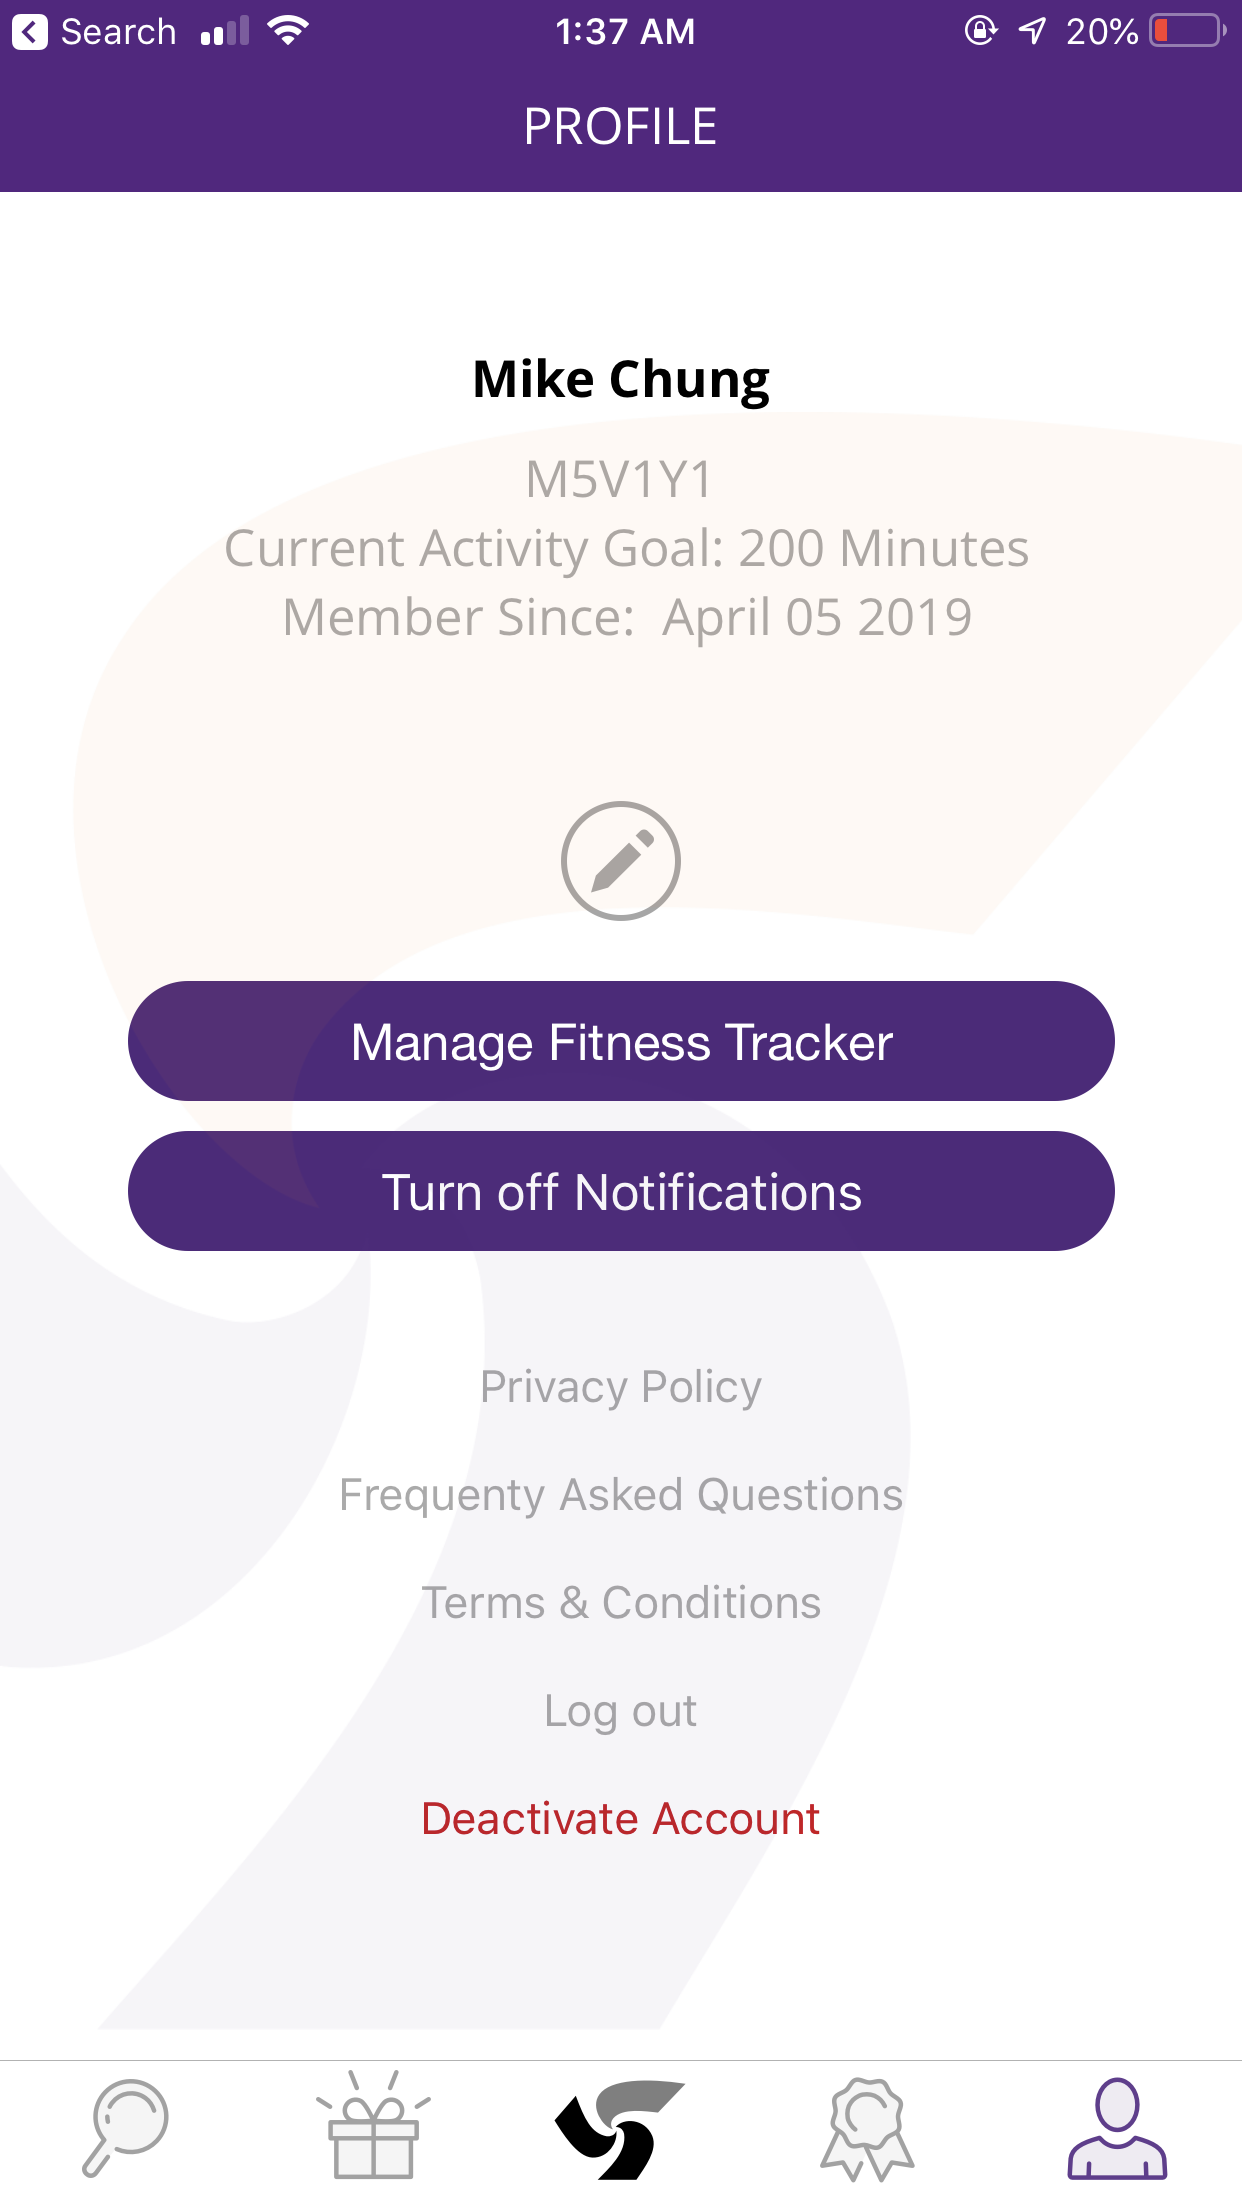 Search 1:37 AM 20%
PROFILE
Mike Chung
M5V1Y1
Current Activity Goal: 200 Minutes
Member Since: April 05 2019
Manage Fitness Tracker
Turn off Notifications
Privacy Policy
Frequenty Asked Questions
Terms & Conditions
Log out
Deactivate Account